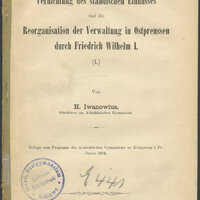 Vernichtung des ständischen Einflusses
und die
Reorganisation der Verwaltung in Ostpreussen
durch Friedrich Wilhelm I.
(I.)
Von
H. Iwanowius,
Oberlehrer am Altstädtischen Gymnasium.
Beilage zum Programm des Altstädtischen Gymnasiums zu Königsberg i. Pr.
Ostern 1894.